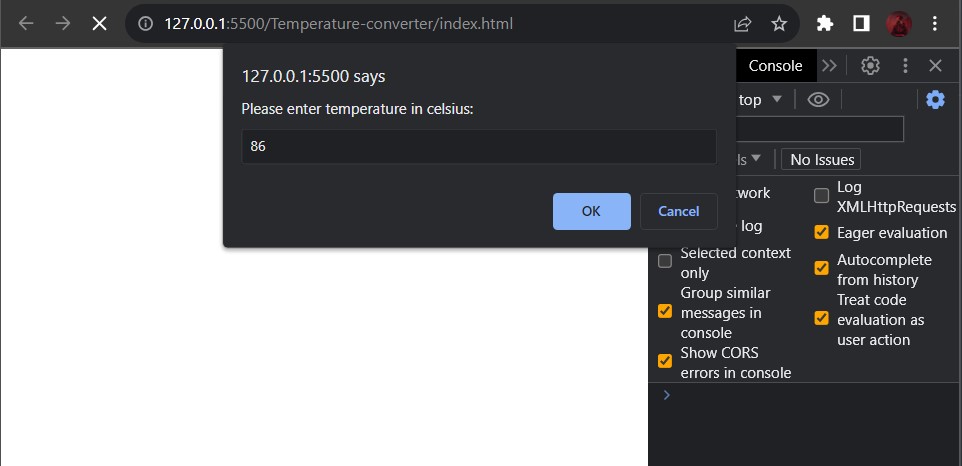 127.0.0.1:5500/Temperature-converter/index.html
127.0.0.1:5500 says
Please enter temperature in celsius:
86
OK
Cancel
Console
top
No Issues
log
Selected context
only
Group similar
messages in
console
Show CORS
errors in console
Log
XMLHttpRequests
Eager evaluation
Autocomplete
from history
Treat code
evaluation as
user action